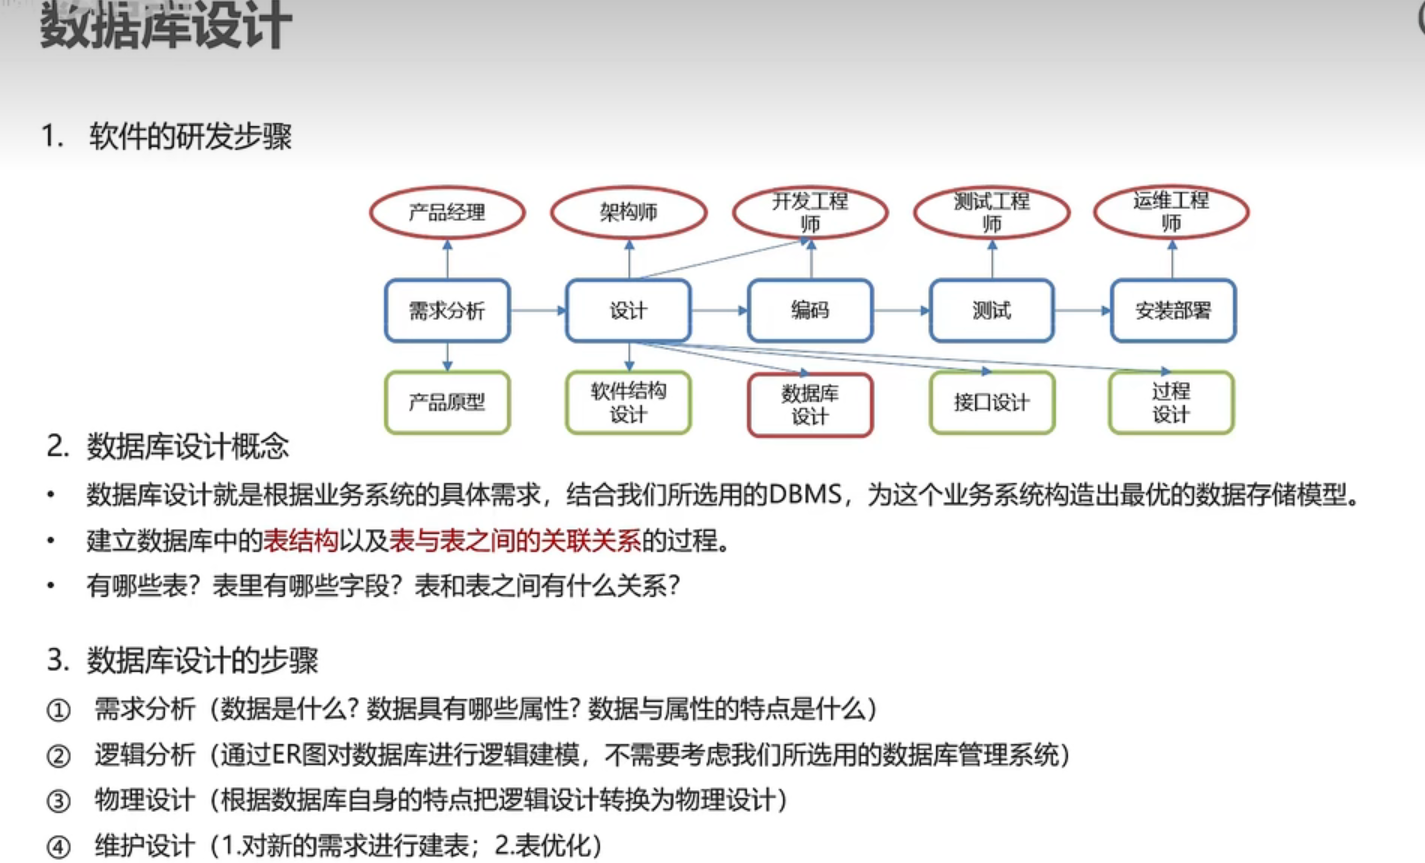 数据库设计
1. 软件的研发步骤
产品经理
架构师
开发工程
师
测试工程
师
运维工程
师
需求分析
设计
编码
测试
安装部署
产品原型
软件结构
设计
数据库
设计
接口设计
过程
设计
2. 数据库设计概念
• 数据库设计就是根据业务系统的具体需求，结合我们所选用的DBMS，为这个业务系统构造出最优的数据存储模型。
• 建立数据库中的表结构以及表与表之间的关联关系的过程。
• 有哪些表？表里有哪些字段？表和表之间有什么关系？
3. 数据库设计的步骤
① 需求分析（数据是什么? 数据具有哪些属性? 数据与属性的特点是什么）
② 逻辑分析（通过ER图对数据库进行逻辑建模，不需要考虑我们所选用的数据库管理系统）
③ 物理设计（根据数据库自身的特点把逻辑设计转换为物理设计）
④ 维护设计（1.对新的需求进行建表；2.表优化）